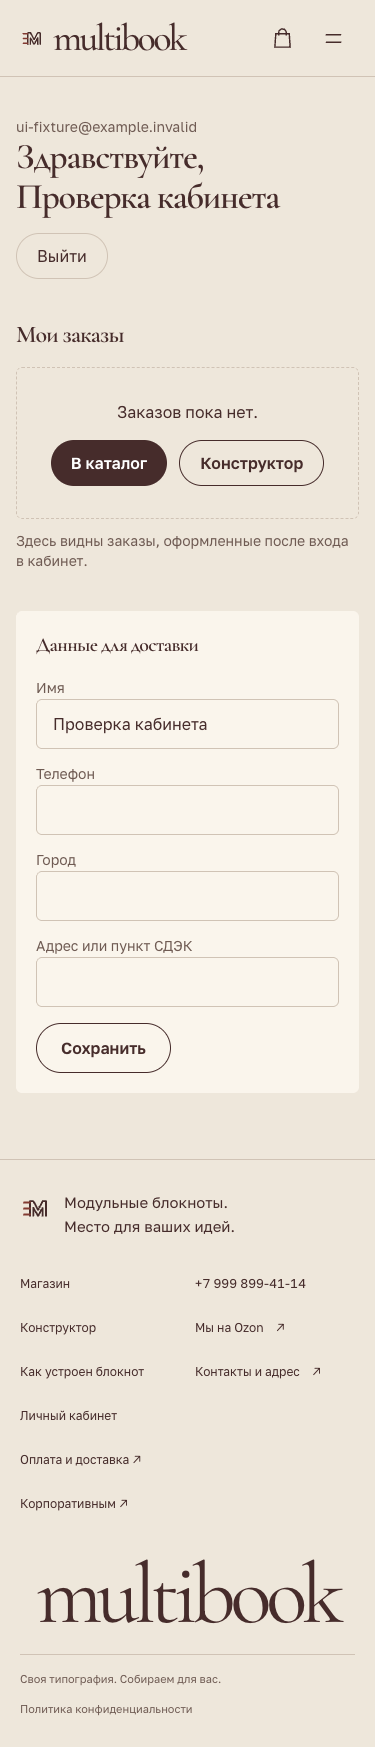 multibook
ui-fixture@example.invalid
Здравствуйте,
Проверка кабинета
Выйти
Мои заказы
Заказов пока нет.
В каталог
Конструктор
Здесь видны заказы, оформленные после входа
в кабинет.
Данные для доставки
Имя
Проверка кабинета
Телефон
Город
Адрес или пункт СДЭК
Сохранить
Модульные блокноты.
Место для ваших идей.
Магазин
+7 999 899-41-14
Конструктор
Мы на Ozon ↗
Как устроен блокнот
Контакты и адрес ↗
Личный кабинет
Оплата и доставка ↗
Корпоративным ↗
multibook
Своя типография. Собираем для вас.
Политика конфиденциальности